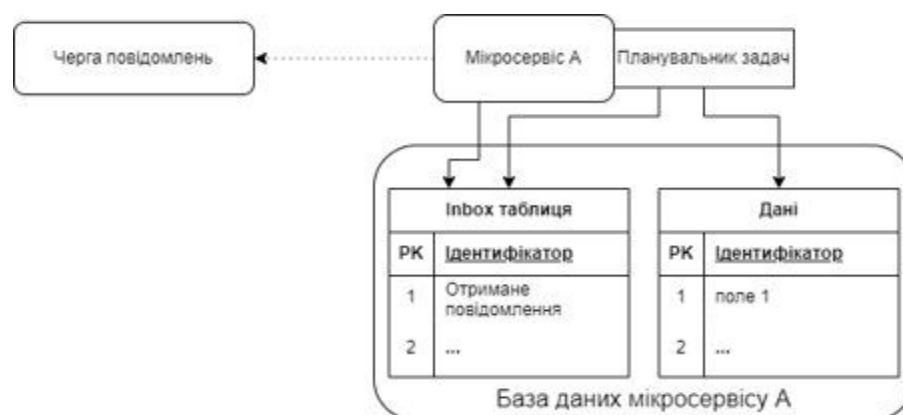 Черга повідомлень
Мікросервіс А
Планувальник задач
Inbox таблиця
PK Ідентифікатор
1 Отримане
повідомлення
2 ...
Дані
PK Ідентифікатор
1 поле 1
2 ...
База даних мікросервісу А